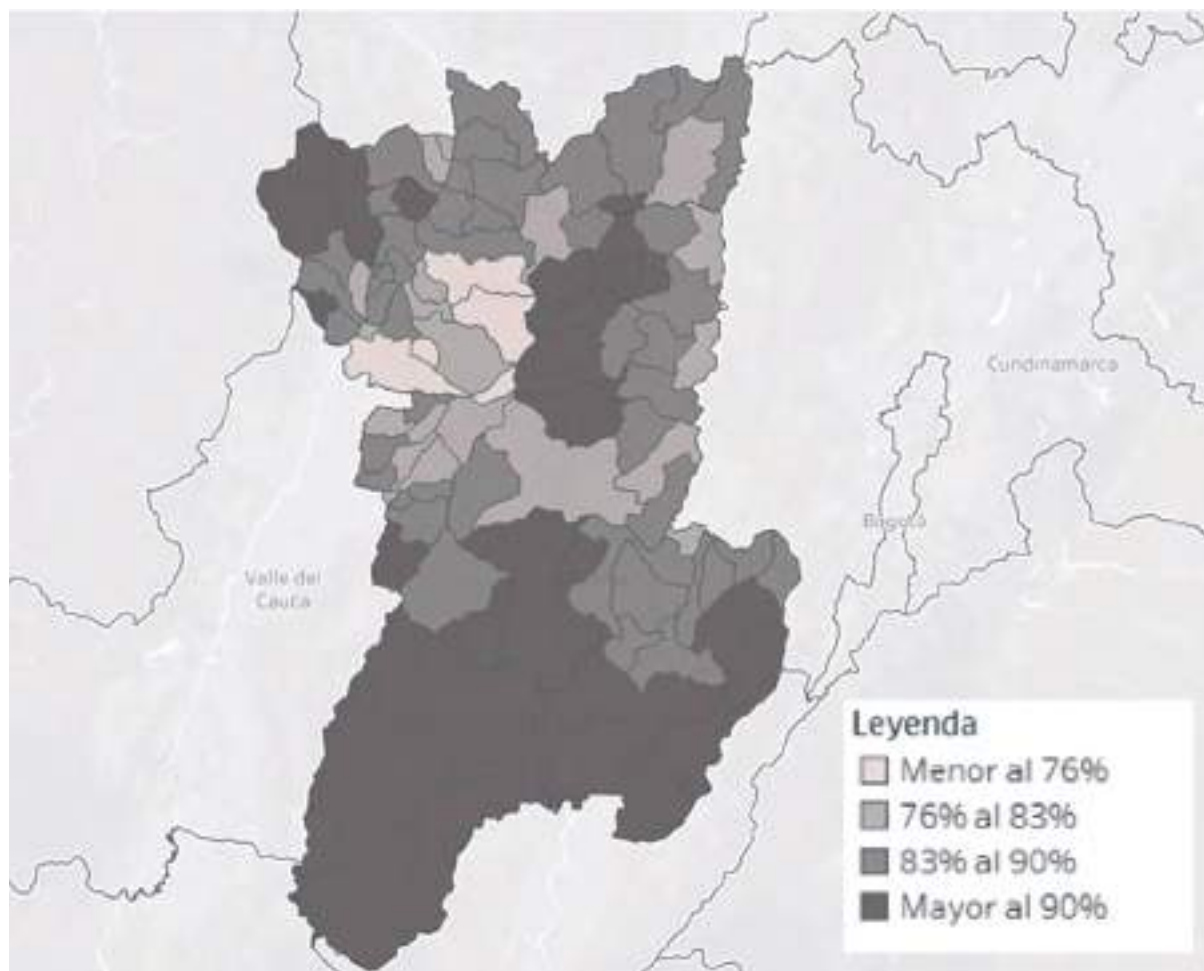 Cundinamarca
Bogotá
Valle del
Cauca
Leyenda
Menor al 76%
76% al 83%
83% al 90%
Mayor al 90%